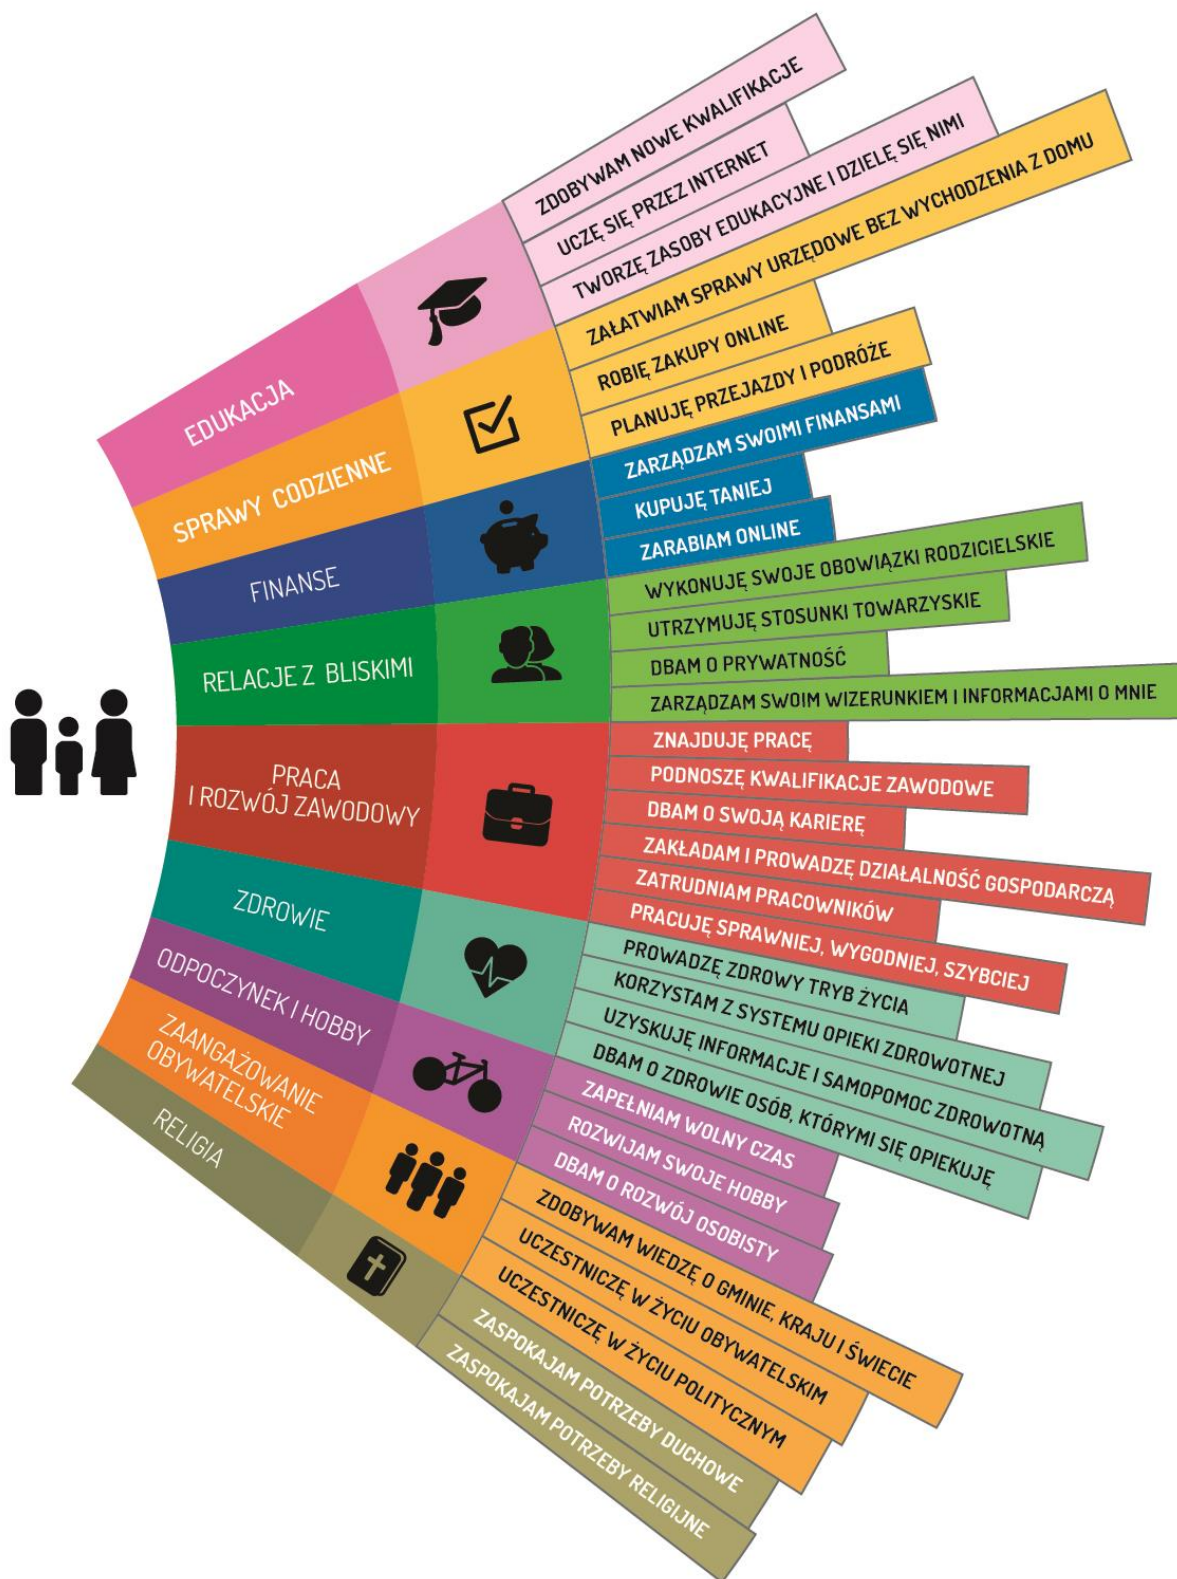 EDUKACJA
ZDOBYWAM NOWE KWALIFIKACJE
UCZĘ SIĘ PRZEZ INTERNET
TWORZĘ ZASOBY EDUKACYJNE I DZIELĘ SIĘ NIMI
SPRAWY CODZIENNE
ZAŁATWIAM SPRAWY URZĘDOWE BEZ WYCHODZENIA Z DOMU
ROBIĘ ZAKUPY ONLINE
PLANUJĘ PRZEJAZDY I PODRÓŻE
FINANSE
ZARZĄDZAM SWOIMI FINANSAMI
KUPUJĘ TANIEJ
ZARABIAM ONLINE
RELACJE Z BLISKIMI
WYKONUJĘ SWOJE OBOWIĄZKI RODZICIELSKIE
UTRZYMUJĘ STOSUNKI TOWARZYSKIE
DBAM O PRYWATNOŚĆ
ZARZĄDZAM SWOIM WIZERUNKIEM I INFORMACJAMI O MNIE
PRACA
I ROZWÓJ ZAWODOWY
ZNAJDUJĘ PRACĘ
PODNOSZĘ KWALIFIKACJE ZAWODOWE
DBAM O SWOJĄ KARIERĘ
ZAKŁADAM I PROWADZĘ DZIAŁALNOŚĆ GOSPODARCZĄ
ZATRUDNIAM PRACOWNIKÓW
PRACUJĘ SPRAWNIEJ, WYGODNIEJ, SZYBCIEJ
ZDROWIE
PROWADZĘ ZDROWY TRYB ŻYCIA
KORZYSTAM Z SYSTEMU OPIEKI ZDROWOTNEJ
UZYSKUJĘ INFORMACJE I SAMOPOMOC ZDROWOTNĄ
DBAM O ZDROWIE OSÓB, KTÓRYMI SIĘ OPIEKUJĘ
ODPOCZYNEK I HOBBY
ZAPEŁNIAM WOLNY CZAS
ROZWIJAM SWOJE HOBBY
DBAM O ROZWÓJ OSOBISTY
ZAANGAŻOWANIE
OBYWATELSKIE
ZDOBYWAM WIEDZĘ O GMINIE, KRAJU I ŚWIECIE
UCZESTNICZĘ W ŻYCIU OBYWATELSKIM
UCZESTNICZĘ W ŻYCIU POLITYCZNYM
RELIGIA
ZASPOKAJAM POTRZEBY DUCHOWE
ZASPOKAJAM POTRZEBY RELIGIJNE